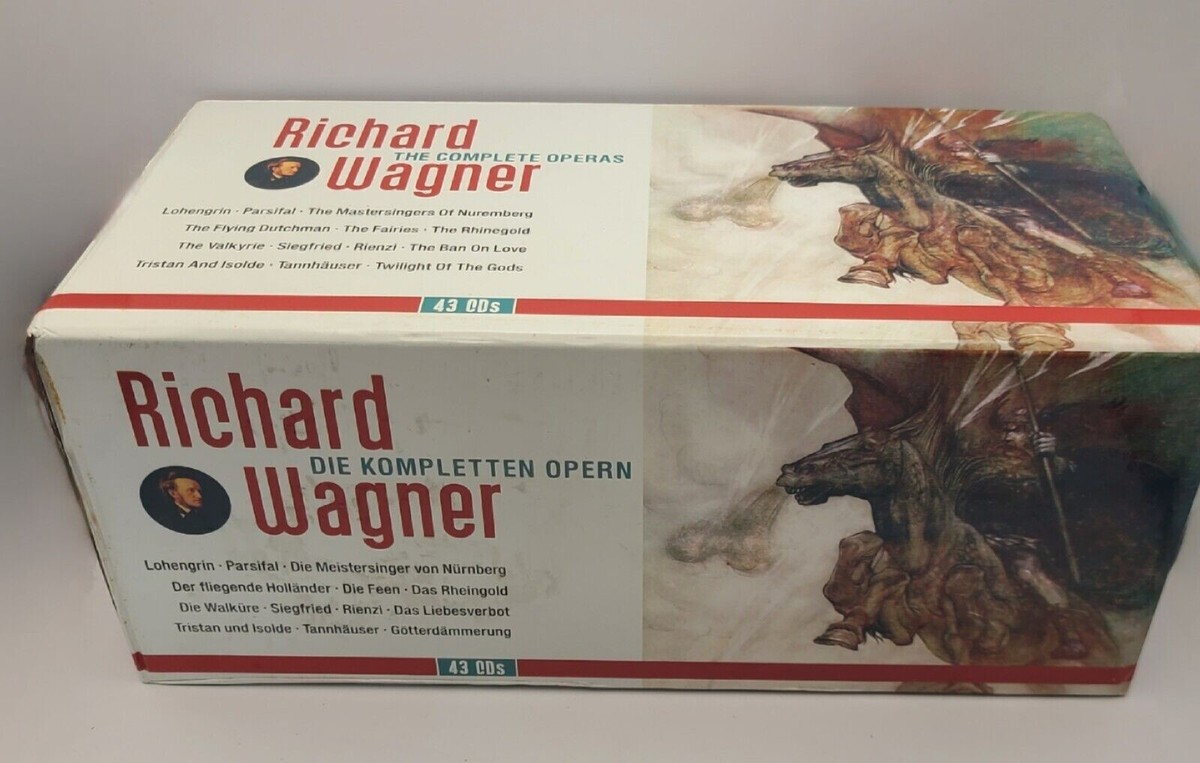 Richard
THE COMPLETE OPERAS
Wagner
Lohengrin · Parsifal · The Mastersingers Of Nuremberg
The Flying Dutchman · The Fairies · The Rhinegold
The Valkyrie · Siegfried · Rienzi · The Ban On Love
Tristan And Isolde · Tannhäuser · Twilight Of The Gods
43 CDs
Richard
DIE KOMPLETTEN OPERN
Wagner
Lohengrin · Parsifal · Die Meistersinger von Nürnberg
Der fliegende Holländer · Die Feen · Das Rheingold
Die Walküre · Siegfried · Rienzi · Das Liebesverbot
Tristan und Isolde · Tannhäuser · Götterdämmerung
43 CDs